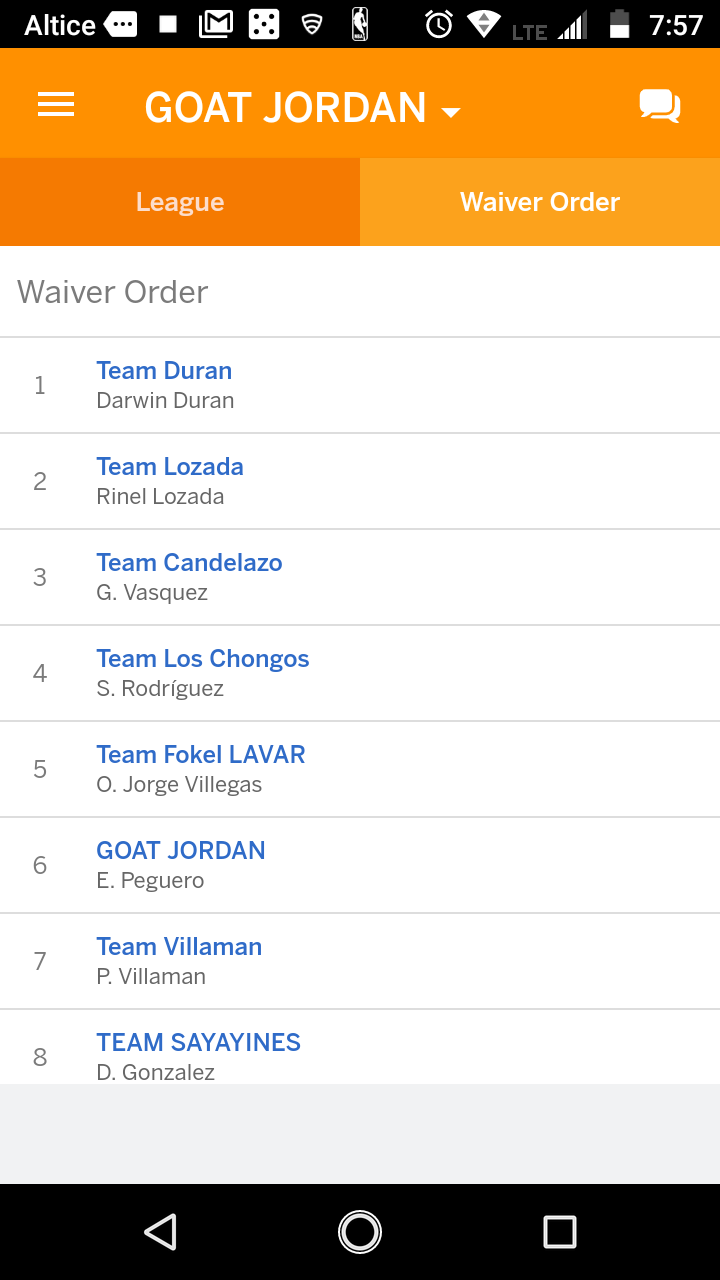 Altice LTE 7:57
GOAT JORDAN
League Waiver Order
Waiver Order
1 Team Duran
Darwin Duran
2 Team Lozada
Rinel Lozada
3 Team Candelazo
G. Vasquez
4 Team Los Chongos
S. Rodríguez
5 Team Fokel LAVAR
O. Jorge Villegas
6 GOAT JORDAN
E. Peguero
7 Team Villaman
P. Villaman
8 TEAM SAYAYINES
D. Gonzalez